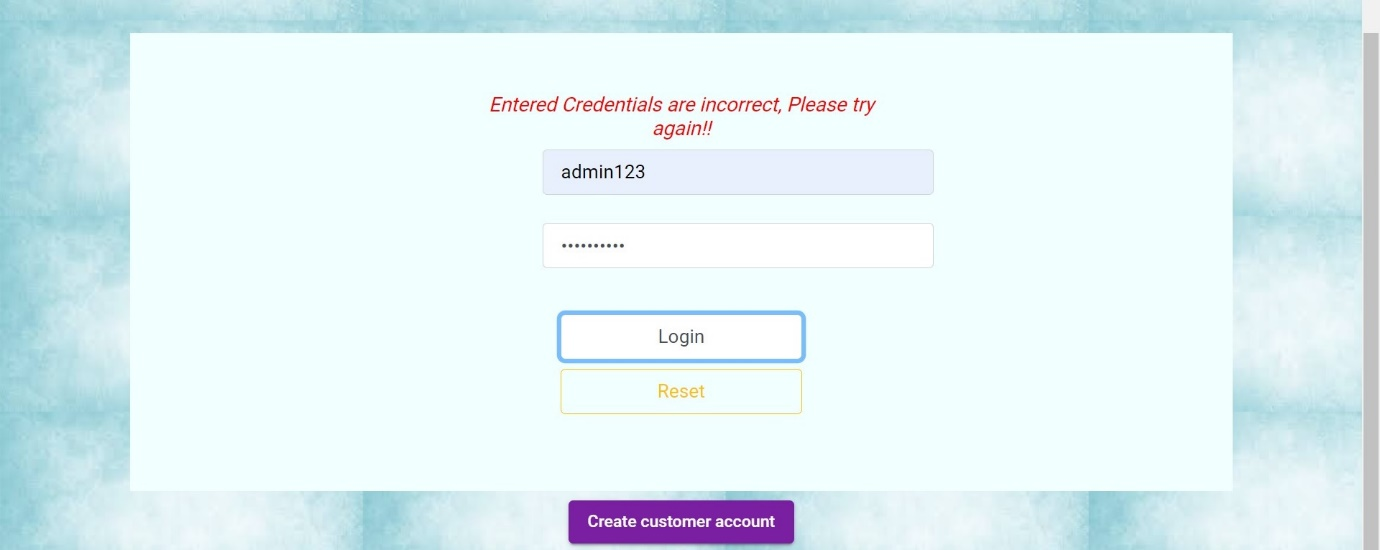 Entered Credentials are incorrect, Please try
again!!
admin123
••••••••••
Login
Reset
Create customer account